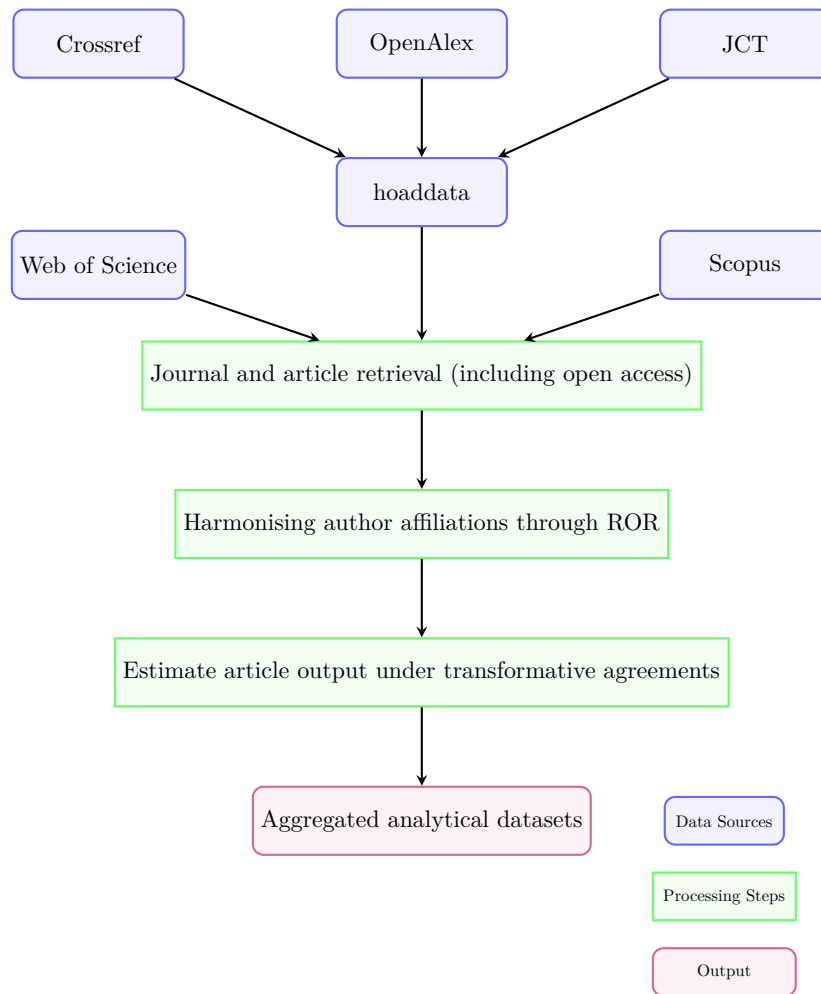 Crossref
OpenAlex
JCT
hoaddata
Web of Science
Scopus
Journal and article retrieval (including open access)
Harmonising author affiliations through ROR
Estimate article output under transformative agreements
Aggregated analytical datasets
Data Sources
Processing Steps
Output